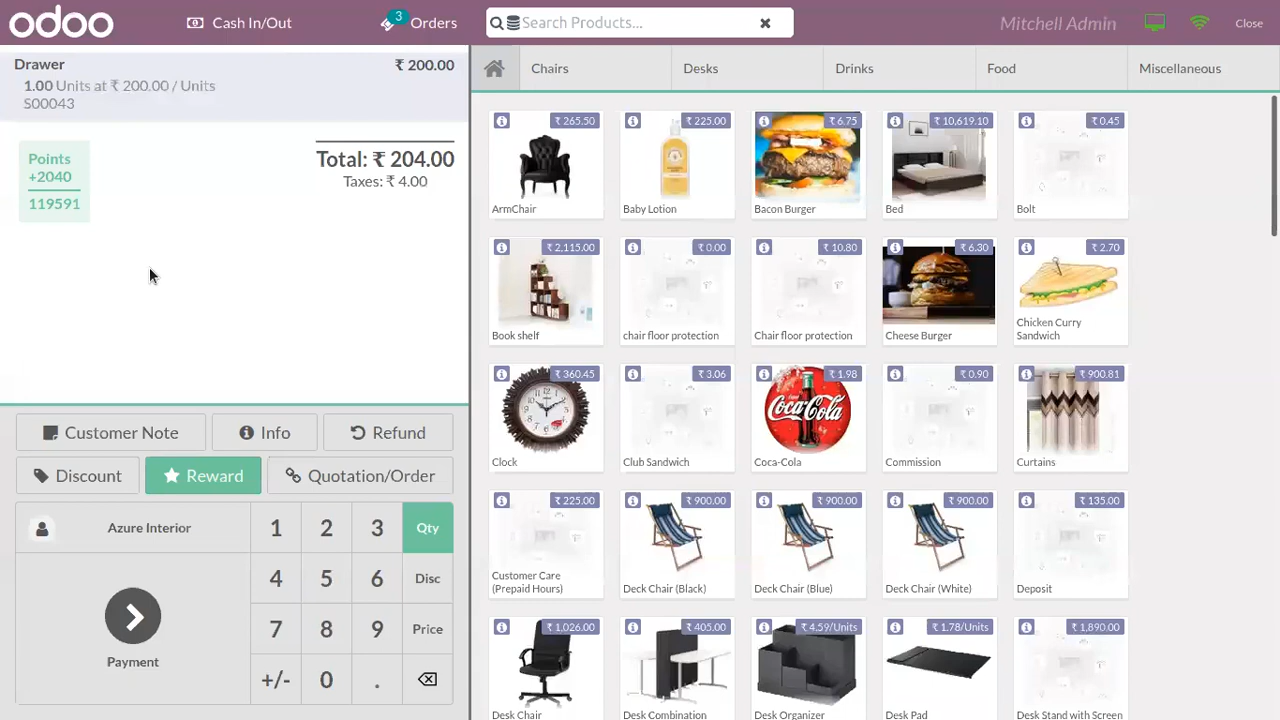 odoo
Cash In/Out
3
Orders
Search Products...
Mitchell Admin
Close
Drawer
₹ 200.00
1.00 Units at ₹ 200.00 / Units
S00043
Points
+2040
119591
Total: ₹ 204.00
Taxes: ₹ 4.00
Customer Note
Info
Refund
Discount
Reward
Quotation/Order
Azure Interior
Payment
1
2
3
Qty
4
5
6
Disc
7
8
9
Price
+/-
0
.
Chairs
Desks
Drinks
Food
Miscellaneous
₹ 265.50
ArmChair
₹ 225.00
Baby Lotion
₹ 6.75
Bacon Burger
₹ 10,619.10
Bed
₹ 0.45
Bolt
₹ 2,115.00
Book shelf
₹ 0.00
chair floor protection
₹ 10.80
Chair floor protection
₹ 6.30
Cheese Burger
₹ 2.70
Chicken Curry
Sandwich
₹ 360.45
Clock
₹ 3.06
Club Sandwich
₹ 1.98
Coca-Cola
Coca-Cola
₹ 0.90
Commission
₹ 900.81
Curtains
₹ 225.00
Customer Care
(Prepaid Hours)
₹ 900.00
Deck Chair (Black)
₹ 900.00
Deck Chair (Blue)
₹ 900.00
Deck Chair (White)
₹ 135.00
Deposit
₹ 1,026.00
Desk Chair
₹ 405.00
Desk Combination
₹ 4.59/Units
Desk Organizer
₹ 1.78/Units
Desk Pad
₹ 1,890.00
Desk Stand with Screen